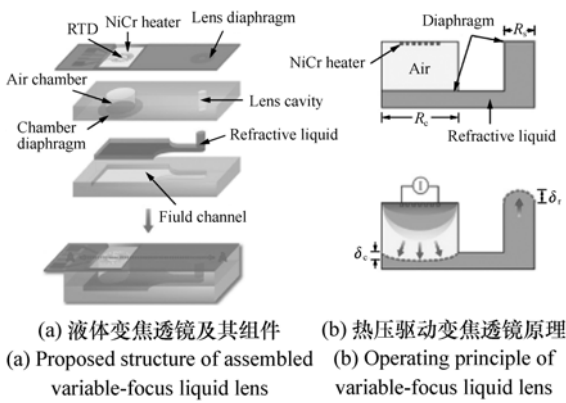 NiCr heater
RTD
Lens diaphragm
Air chamber
Lens cavity
Chamber
diaphragm
Refractive liquid
Fiuld channel
A
A
(a) 液体变焦透镜及其组件
(a) Proposed structure of assembled
variable-focus liquid lens
Diaphragm
Rs
NiCr heater
Air
Rc
Refractive liquid
I
δc
δr
(b) 热压驱动变焦透镜原理
(b) Operating principle of
variable-focus liquid lens